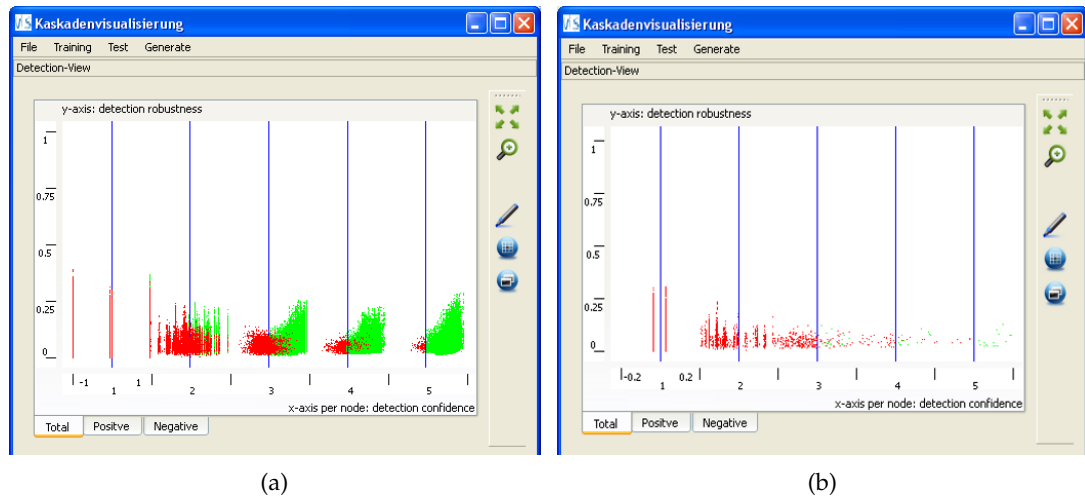 Kaskadenvisualisierung
File Training Test Generate
Detection-View
y-axis: detection robustness
1
0.75
0.5
0.25
0
-1 1 1 2 3 4 5
x-axis per node: detection confidence
Total Positve Negative
(a)
Kaskadenvisualisierung
File Training Test Generate
Detection-View
y-axis: detection robustness
1
0.75
0.5
0.25
0
-0.2 1 0.2 2 3 4 5
x-axis per node: detection confidence
Total Positve Negative
(b)